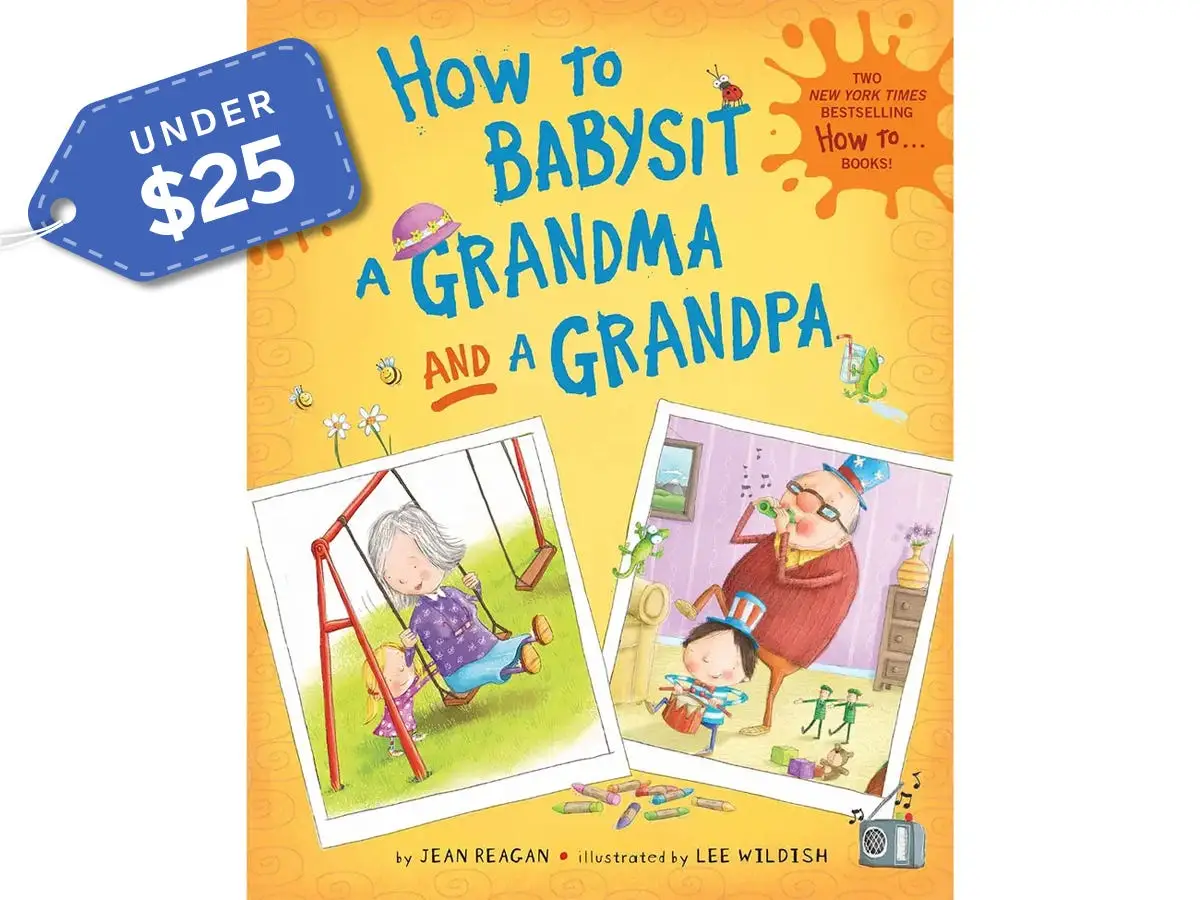 UNDER
$25
HOW TO
BABYSIT
A GRANDMA
AND A GRANDPA
TWO
NEW YORK TIMES
BESTSELLING
HOW TO...
BOOKS!
by JEAN REAGAN • illustrated by LEE WILDISH